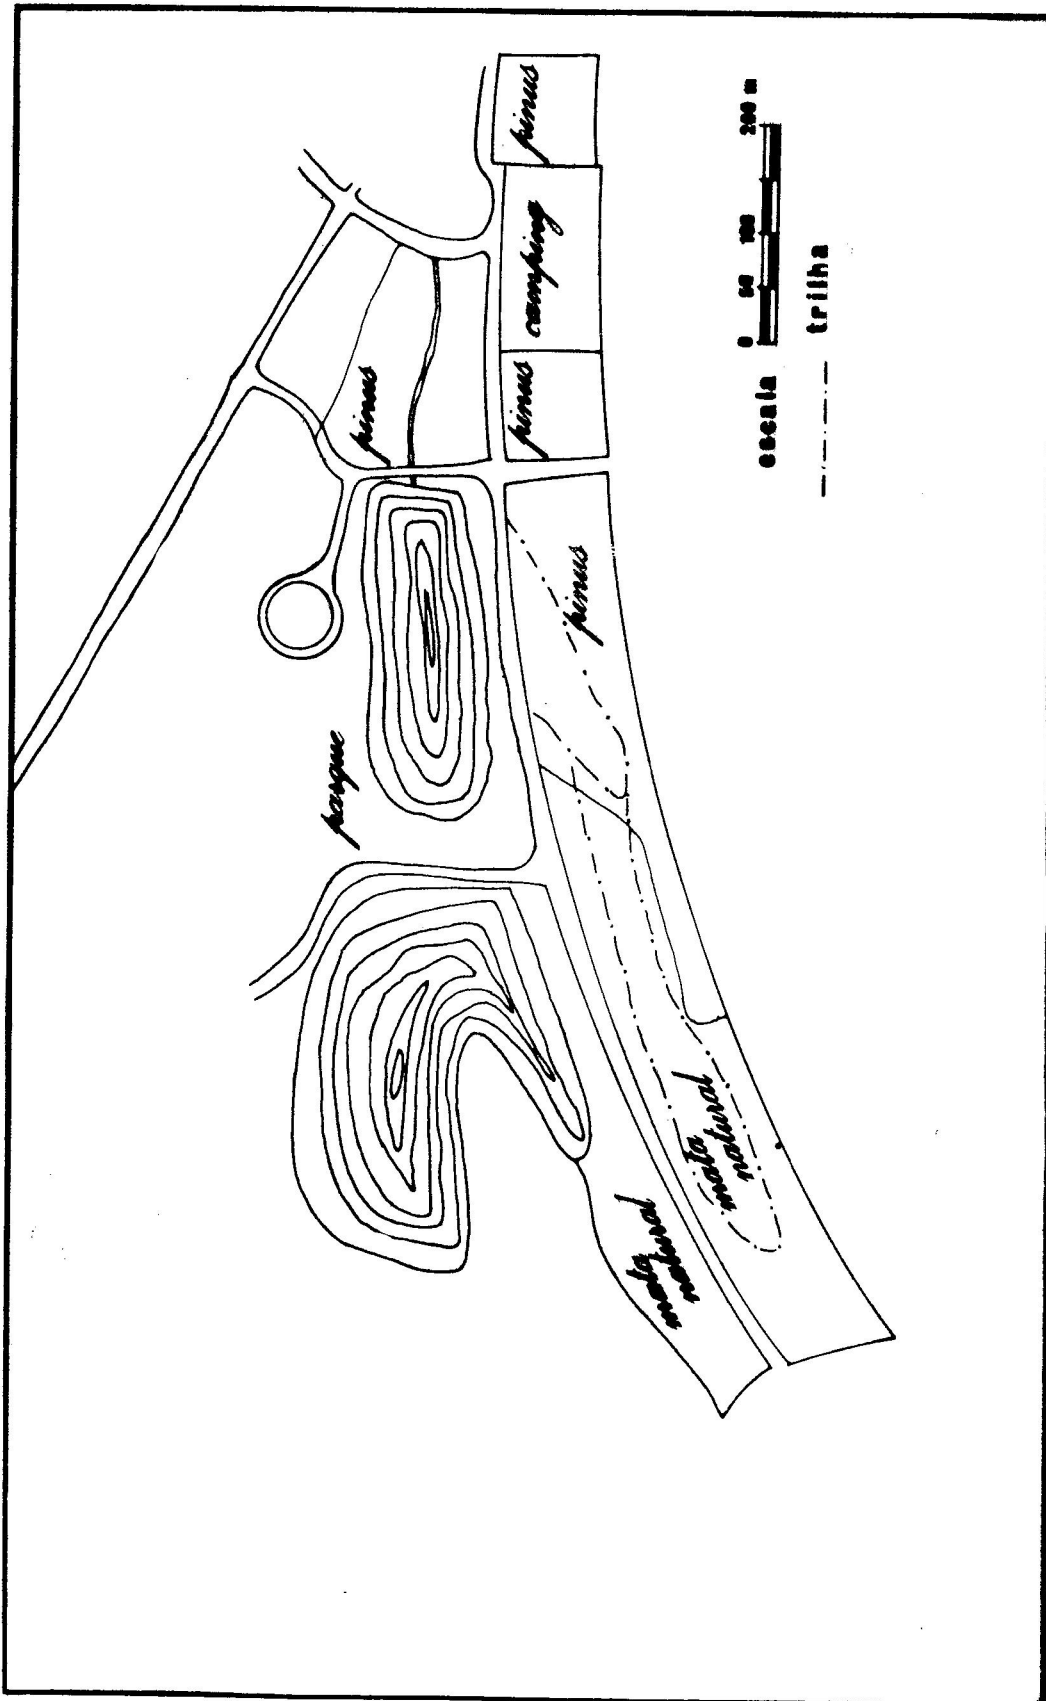 parque
pinus
pinus
camping
pinus
pinus
mata
natural
mata
natural
escala 0 50 100 200 m
trilha